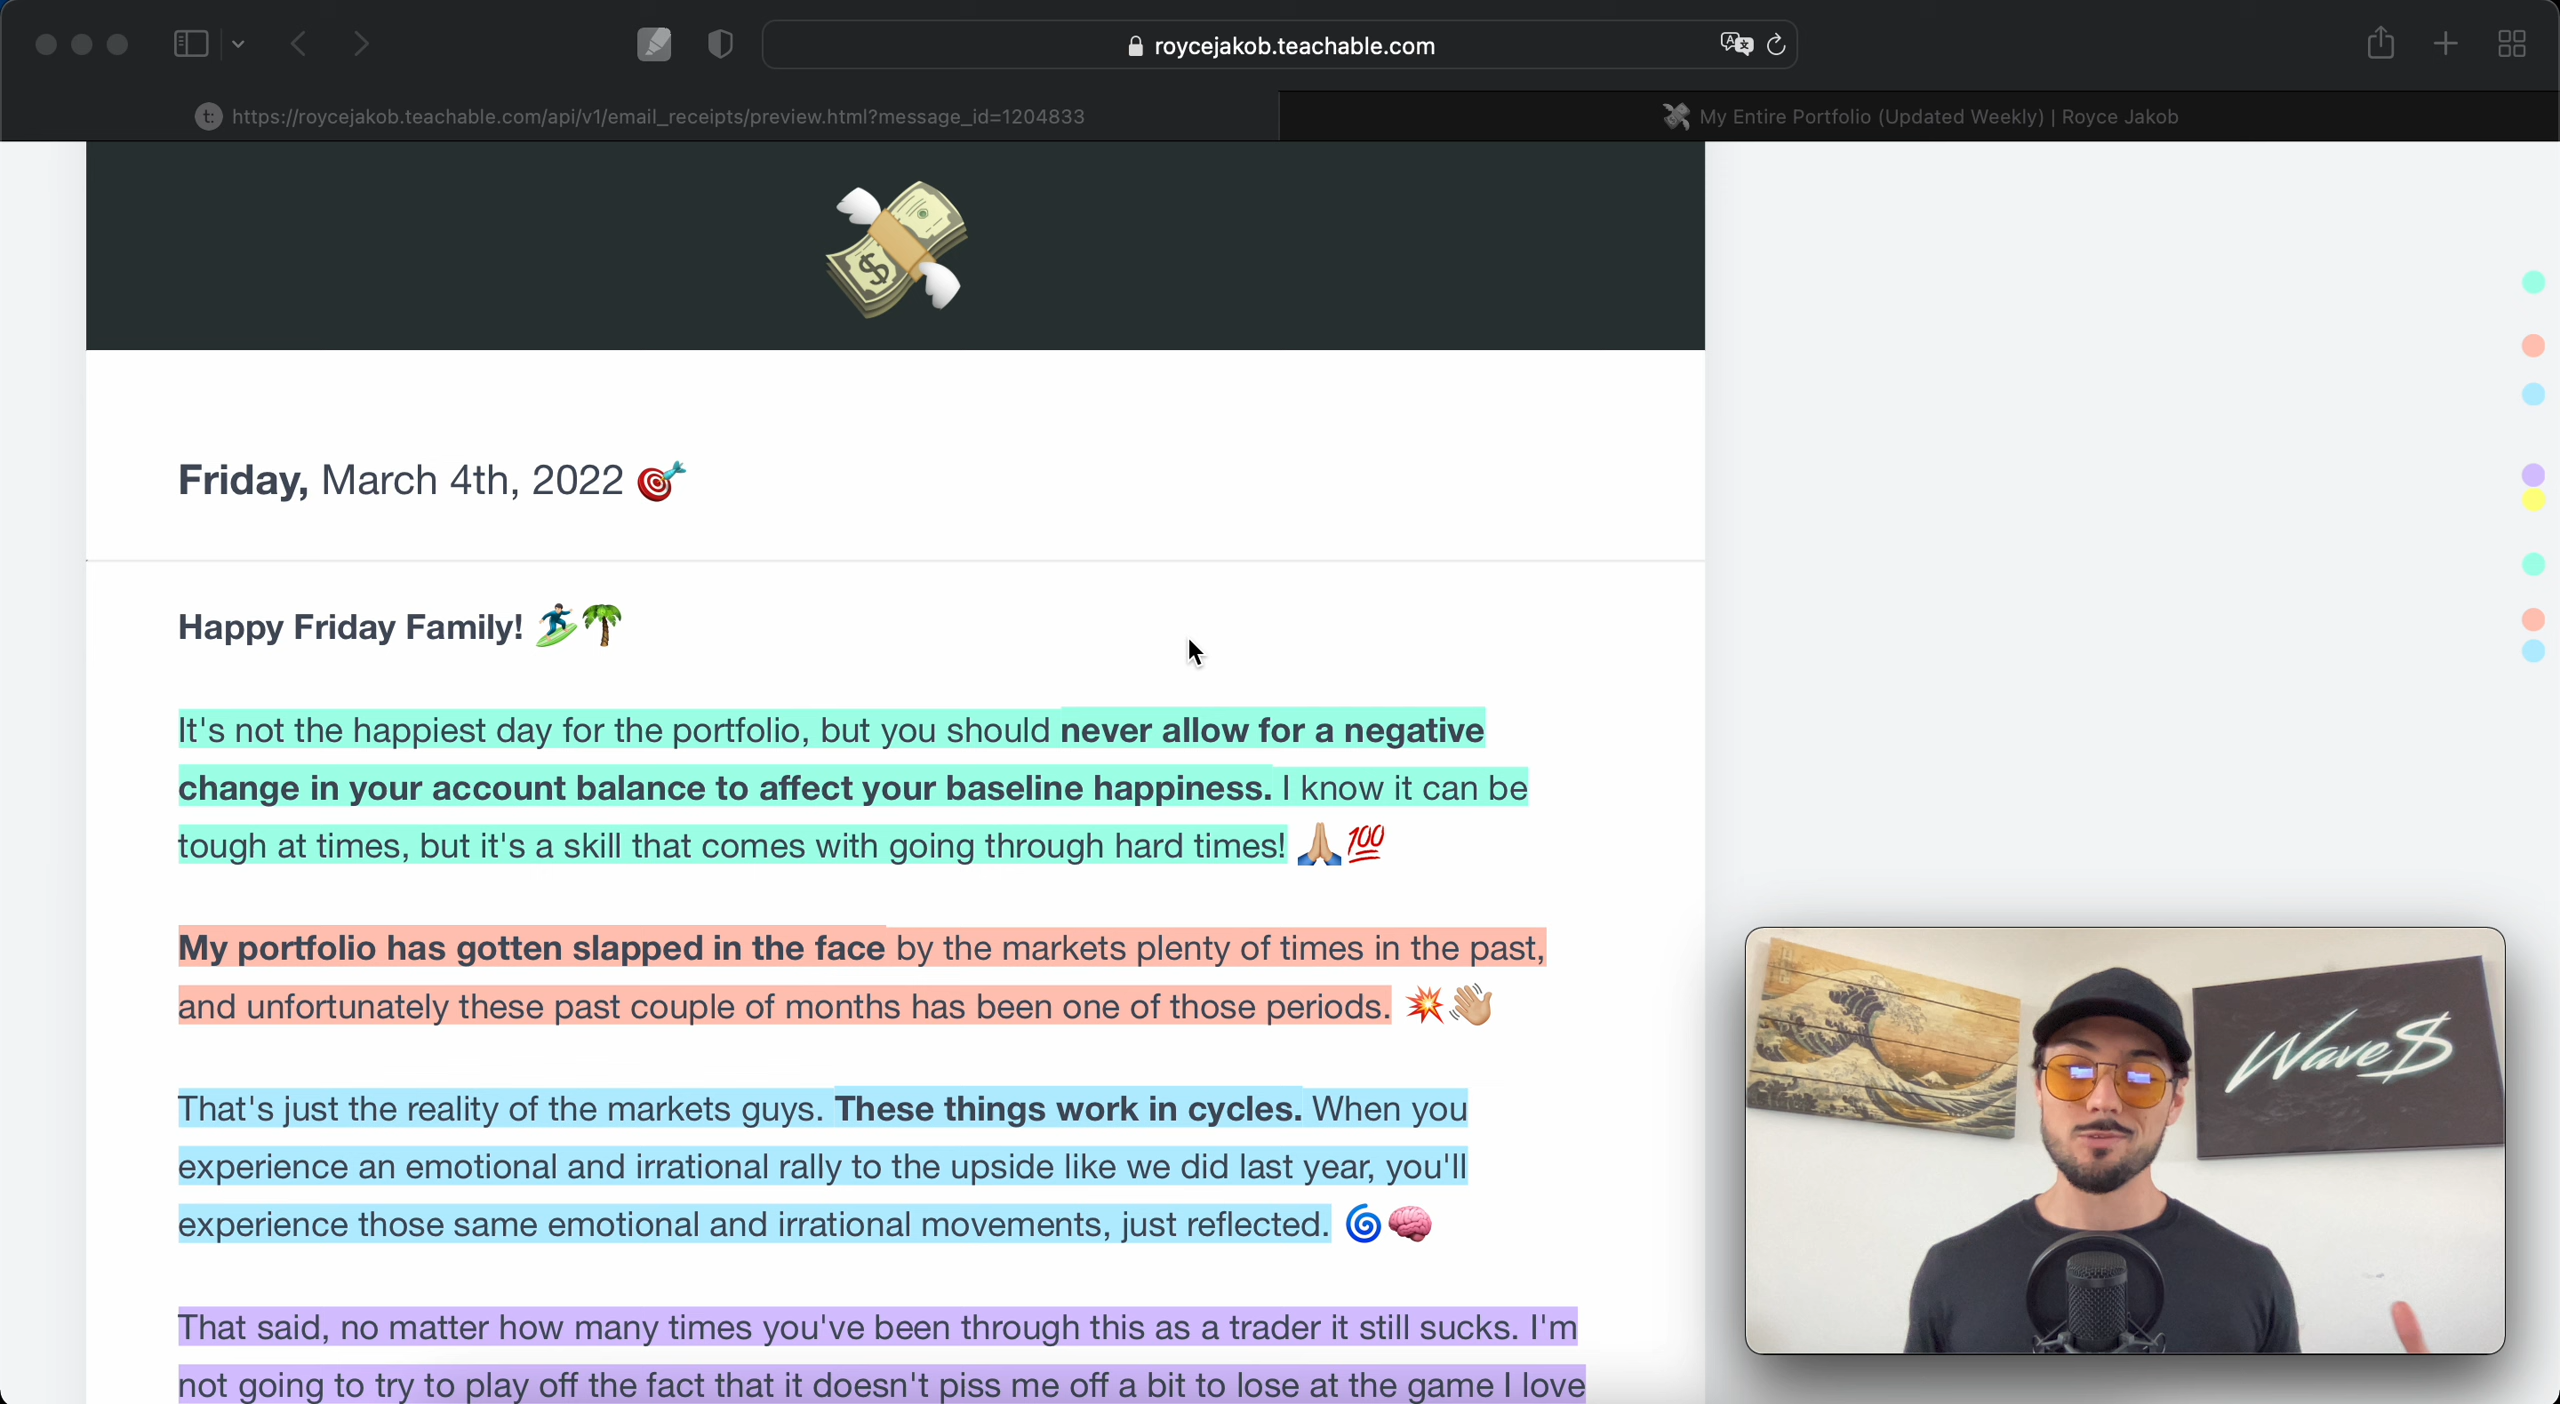 roycejakob.teachable.com
https://roycejakob.teachable.com/api/v1/email_receipts/preview.html?message_id=1204833
My Entire Portfolio (Updated Weekly) | Royce Jakob
Friday, March 4th, 2022 🎯
Happy Friday Family! 🏄🏻‍♂️🌴
It's not the happiest day for the portfolio, but you should never allow for a negative
change in your account balance to affect your baseline happiness. I know it can be
tough at times, but it's a skill that comes with going through hard times! 🙏🏼💯
My portfolio has gotten slapped in the face by the markets plenty of times in the past,
and unfortunately these past couple of months has been one of those periods. 💥👋🏼
That's just the reality of the markets guys. These things work in cycles. When you
experience an emotional and irrational rally to the upside like we did last year, you'll
experience those same emotional and irrational movements, just reflected. 🌀🧠
That said, no matter how many times you've been through this as a trader it still sucks. I'm
not going to try to play off the fact that it doesn't piss me off a bit to lose at the game I love
Wave$